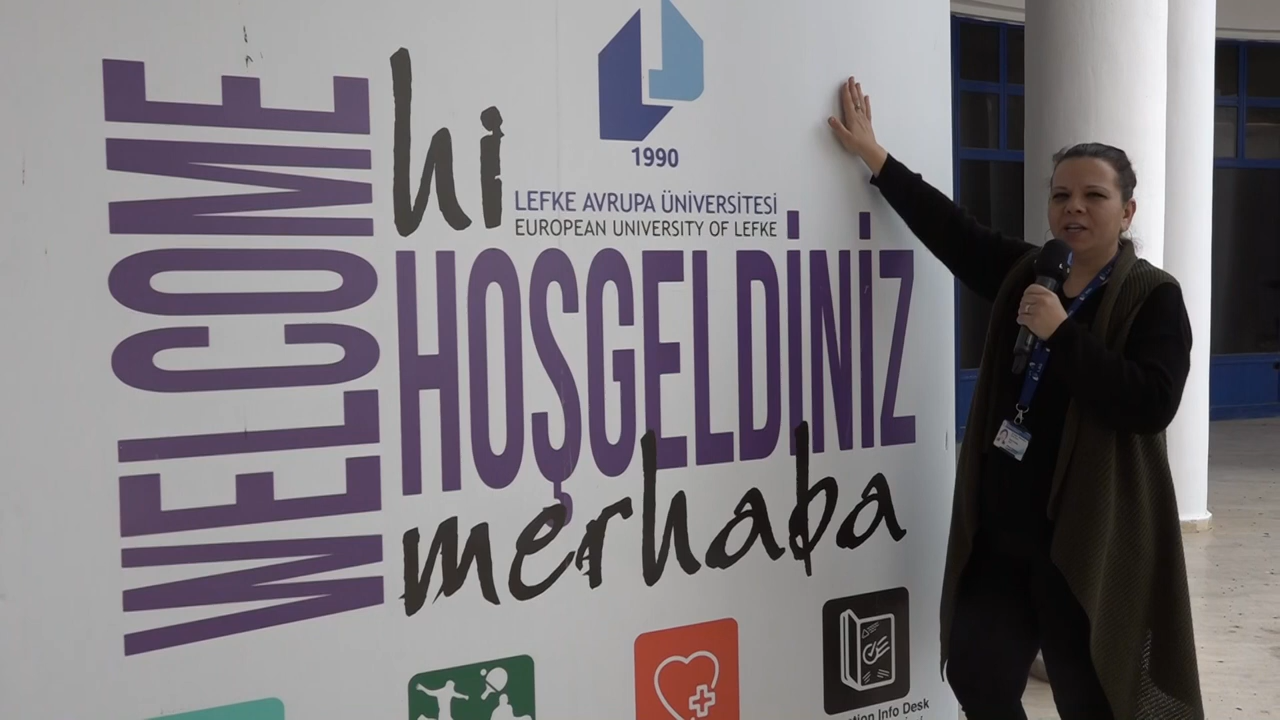 WELCOME
hi
1990
LEFKE AVRUPA ÜNİVERSİTESİ
EUROPEAN UNIVERSITY OF LEFKE
HOŞGELDİNİZ
merhaba
Info Desk